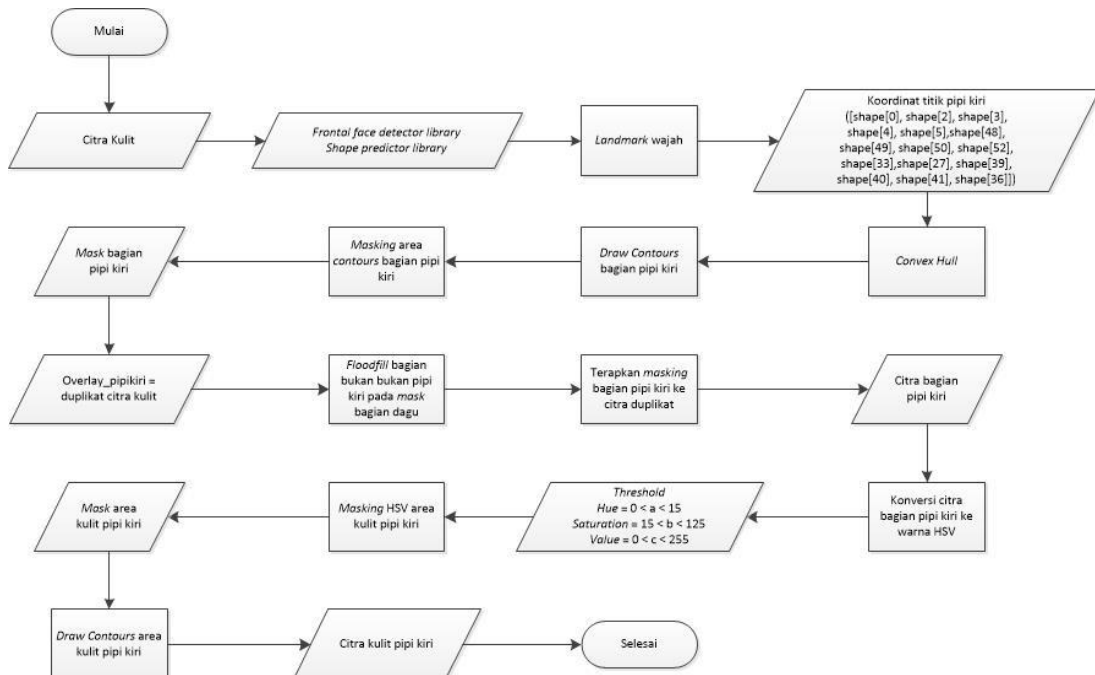 Mulai
Citra Kulit
Frontal face detector library
Shape predictor library
Landmark wajah
Koordinat titik pipi kiri
([shape[0], shape[2], shape[3],
shape[4], shape[5],shape[48],
shape[49], shape[50], shape[52],
shape[33],shape[27], shape[39],
shape[40], shape[41], shape[36]])
Convex Hull
Draw Contours
bagian pipi kiri
Masking area
contours bagian pipi
kiri
Mask bagian
pipi kiri
Overlay_pipikiri =
duplikat citra kulit
Floodfill bagian
bukan bukan pipi
kiri pada mask
bagian dagu
Terapkan masking
bagian pipi kiri ke
citra duplikat
Citra bagian
pipi kiri
Konversi citra
bagian pipi kiri ke
warna HSV
Threshold
Hue = 0 < a < 15
Saturation = 15 < b < 125
Value = 0 < c < 255
Masking HSV area
kulit pipi kiri
Mask area
kulit pipi kiri
Draw Contours area
kulit pipi kiri
Citra kulit pipi kiri
Selesai